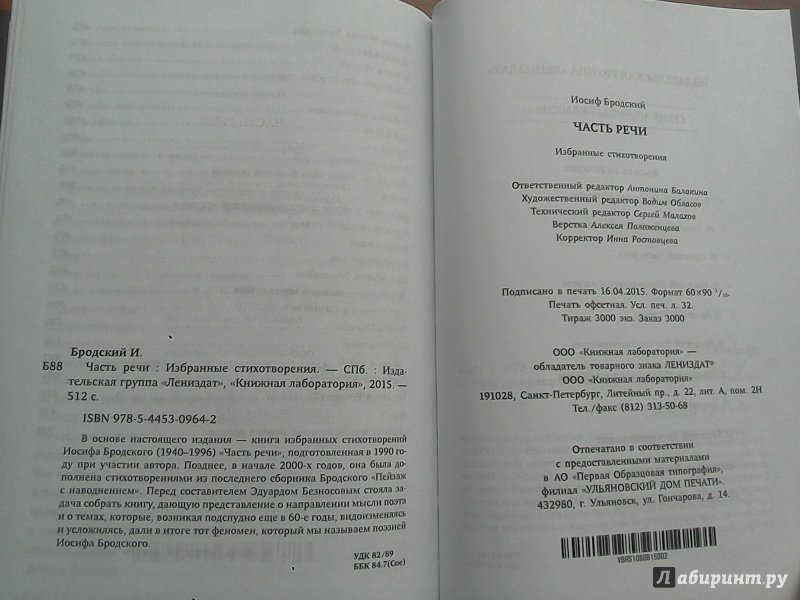 Бродский И.
Б88 Часть речи : Избранные стихотворения. — СПб. : Изда-
тельская группа «Лениздат», «Книжная лаборатория», 2015. —
512 с.
ISBN 978-5-4453-0964-2
В основе настоящего издания — книга избранных стихотворений
Иосифа Бродского (1940–1996) «Часть речи», подготовленная в 1990
году при участии автора. Позднее, в начале 2000-х годов, она была до-
полнена стихотворениями из последнего сборника Бродского «Пейзаж
с наводнением». Перед составителем Эдуардом Безносовым стояла за-
дача собрать книгу, дающую представление о направлении мысли поэта
и о темах, которые, возникая подспудно еще в 60-е годы, видоизменяясь
и усложняясь, дали в итоге тот феномен, который мы называем поэзией
Иосифа Бродского.
УДК 82/89
ББК 84.7(Сое)
Иосиф Бродский
ЧАСТЬ РЕЧИ
Избранные стихотворения
Ответственный редактор Антонина Балакина
Художественный редактор Вадим Обласов
Технический редактор Сергей Малахов
Верстка Алексея Положенцева
Корректор Инна Ростовцева
Подписано в печать 16.04.2015. Формат 60×90 1/16.
Печать офсетная. Усл. печ. л. 32.
Тираж 3000 экз. Заказ 3000
ООО «Книжная лаборатория» —
обладатель товарного знака ЛЕНИЗДАТ®
ООО «Книжная лаборатория»
191028, Санкт-Петербург, Литейный пр., д. 22, лит. А, пом. 2Н
Тел./факс (812) 313-50-68
Отпечатано в соответствии
с предоставленными материалами
в АО «Первая Образцовая типография»,
филиал «УЛЬЯНОВСКИЙ ДОМ ПЕЧАТИ».
432980, г. Ульяновск, ул. Гончарова, д. 14.
Лабиринт.ру